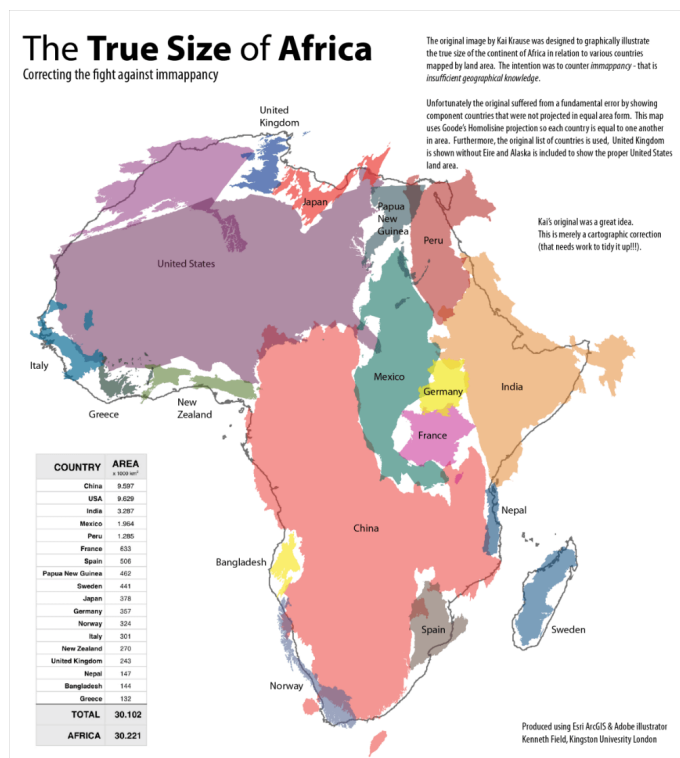 The True Size of Africa
Correcting the fight against immappancy
The original image by Kai Krause was designed to graphically illustrate
the true size of the continent of Africa in relation to various countries
mapped by land area. The intention was to counter immappancy - that is
insufficient geographical knowledge.
Unfortunately the original suffered from a fundamental error by showing
component countries that were not projected in equal area form. This map
uses Goode's Homolisine projection so each country is equal to one another
in area. Furthermore, the original list of countries is used, United Kingdom
is shown without Eire and Alaska is included to show the proper United States
land area.
Kai's original was a great idea.
This is merely a cartographic correction
(that needs work to tidy it up!!!).
United
Kingdom
Japan
Papua
New
Guinea
Peru
United States
Italy
Greece
New
Zealand
Mexico
Germany
India
France
China
Nepal
Bangladesh
Spain
Sweden
Norway
COUNTRY AREA
x 1000 km²
China 9.597
USA 9.629
India 3.287
Mexico 1.964
Peru 1.285
France 633
Spain 506
Papua New Guinea 462
Sweden 441
Japan 378
Germany 357
Norway 324
Italy 301
New Zealand 270
United Kingdom 243
Nepal 147
Bangladesh 144
Greece 132
TOTAL 30.102
AFRICA 30.221
Produced using Esri ArcGIS & Adobe illustrator
Kenneth Field, Kingston Univesrity London